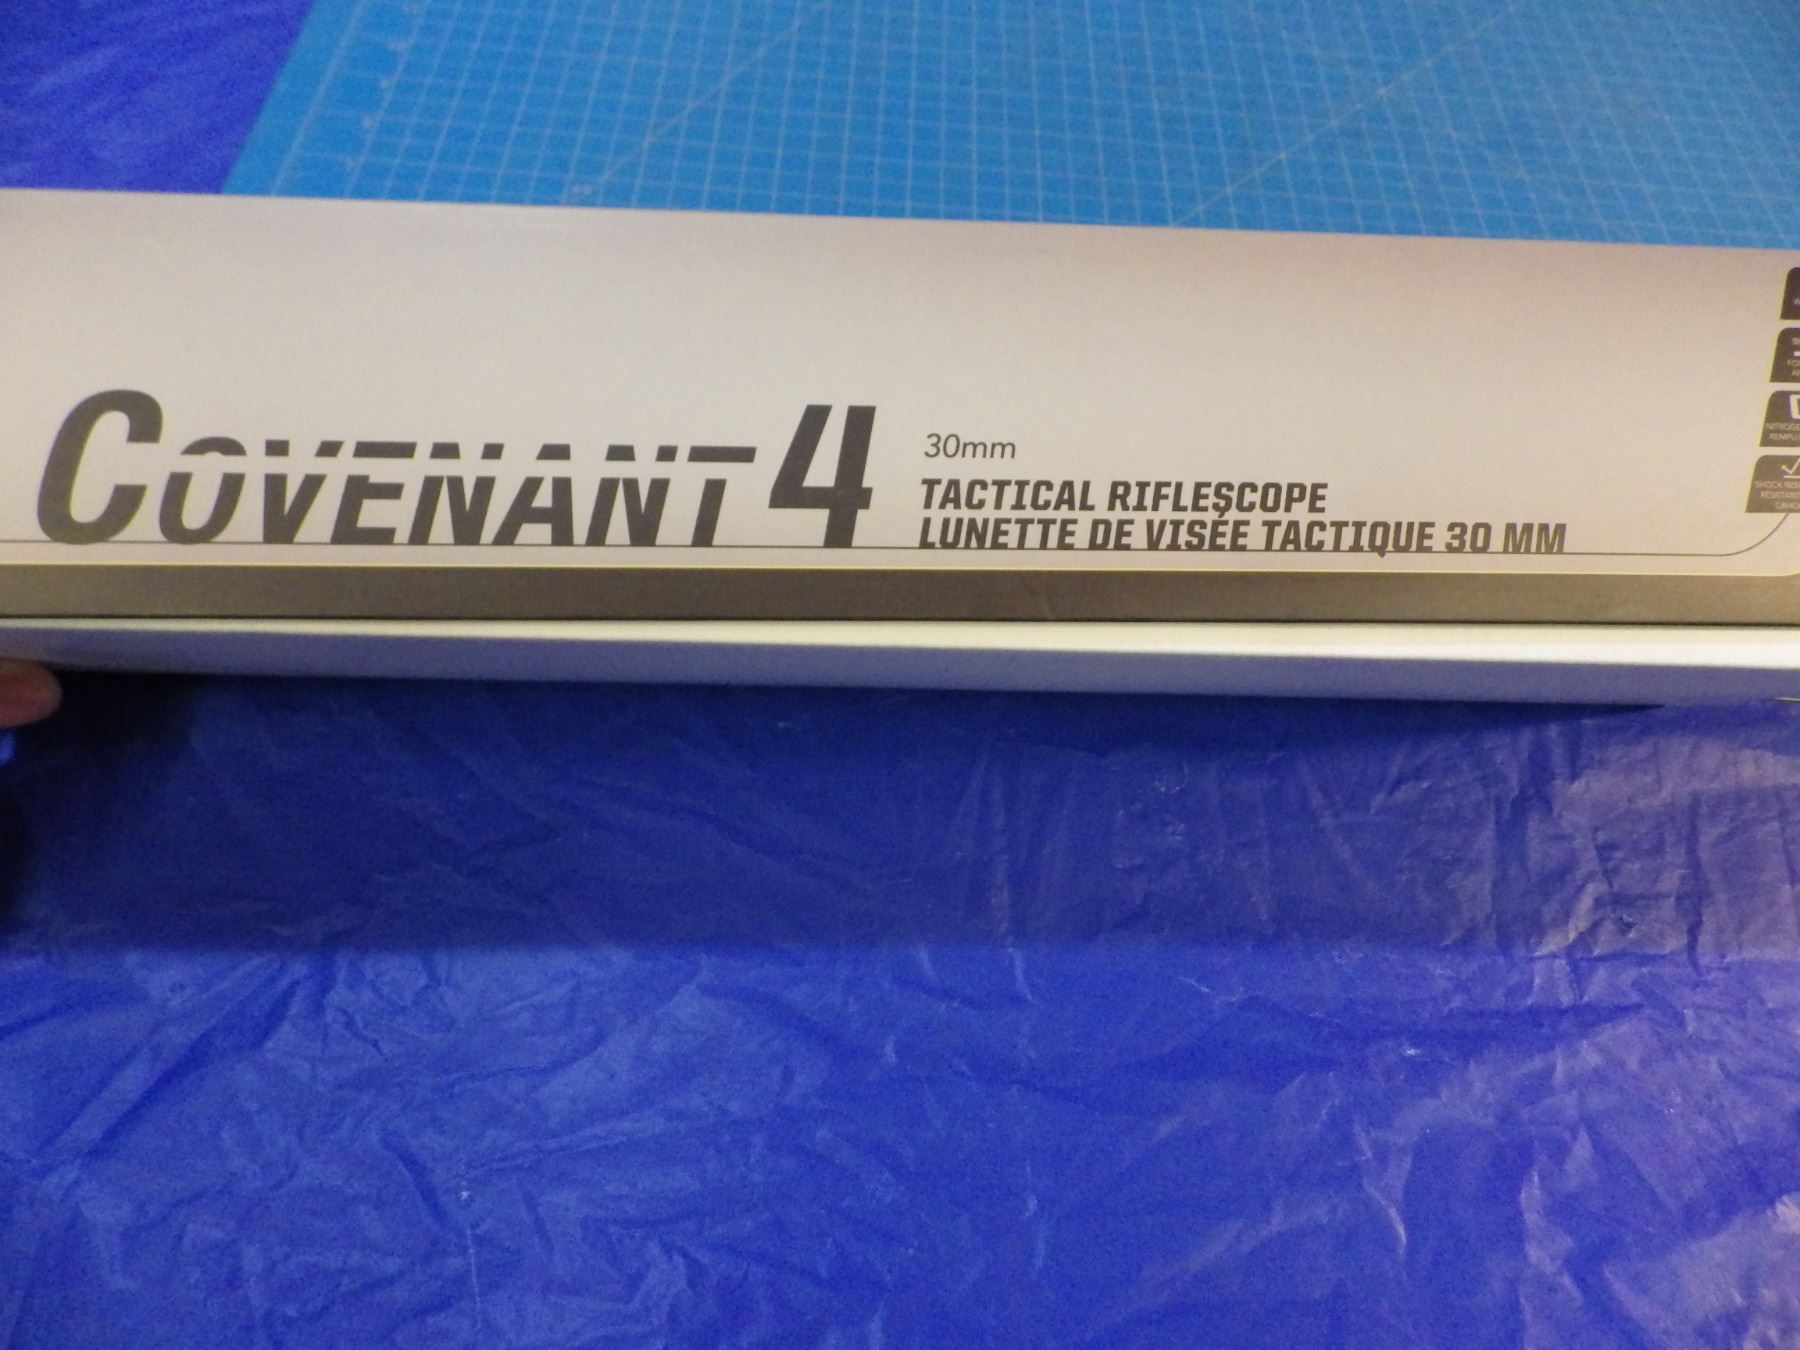 COVENANT 4
30mm
TACTICAL RIFLESCOPE
LUNETTE DE VISÉE TACTIQUE 30 MM